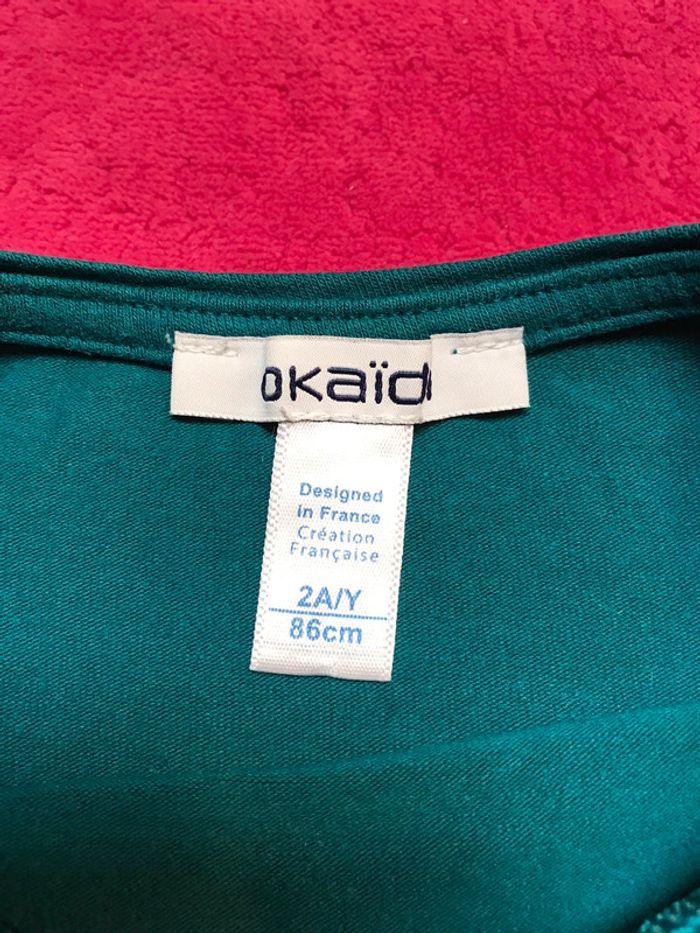 okaïdi
Designed
in France
Création
Française
2A/Y
86cm